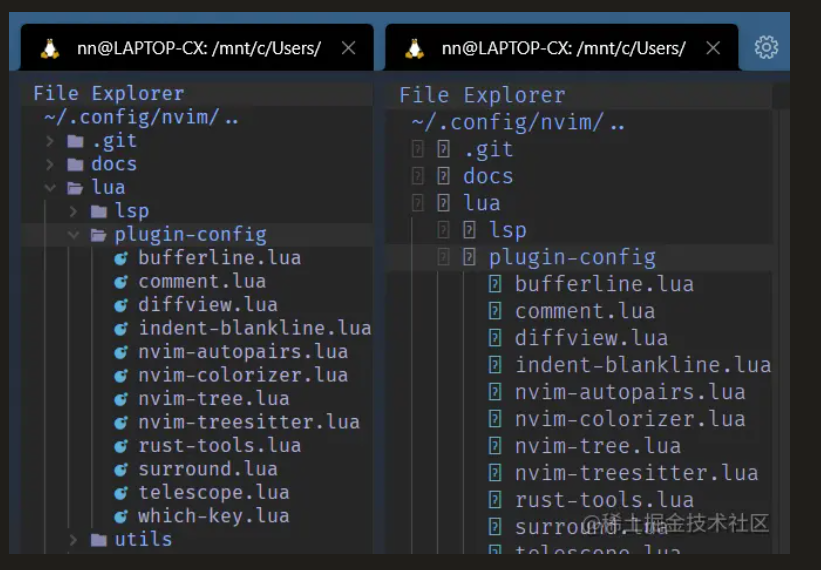 nn@LAPTOP-CX: /mnt/c/Users/
File Explorer
~/.config/nvim/..
.git
docs
lua
lsp
plugin-config
bufferline.lua
comment.lua
diffview.lua
indent-blankline.lua
nvim-autopairs.lua
nvim-colorizer.lua
nvim-tree.lua
nvim-treesitter.lua
rust-tools.lua
surround.lua
telescope.lua
which-key.lua
utils
nn@LAPTOP-CX: /mnt/c/Users/
File Explorer
~/.config/nvim/..
.git
docs
lua
lsp
plugin-config
bufferline.lua
comment.lua
diffview.lua
indent-blankline.lua
nvim-autopairs.lua
nvim-colorizer.lua
nvim-tree.lua
nvim-treesitter.lua
rust-tools.lua
surround.lua
telescope.lua
@稀土掘金技术社区